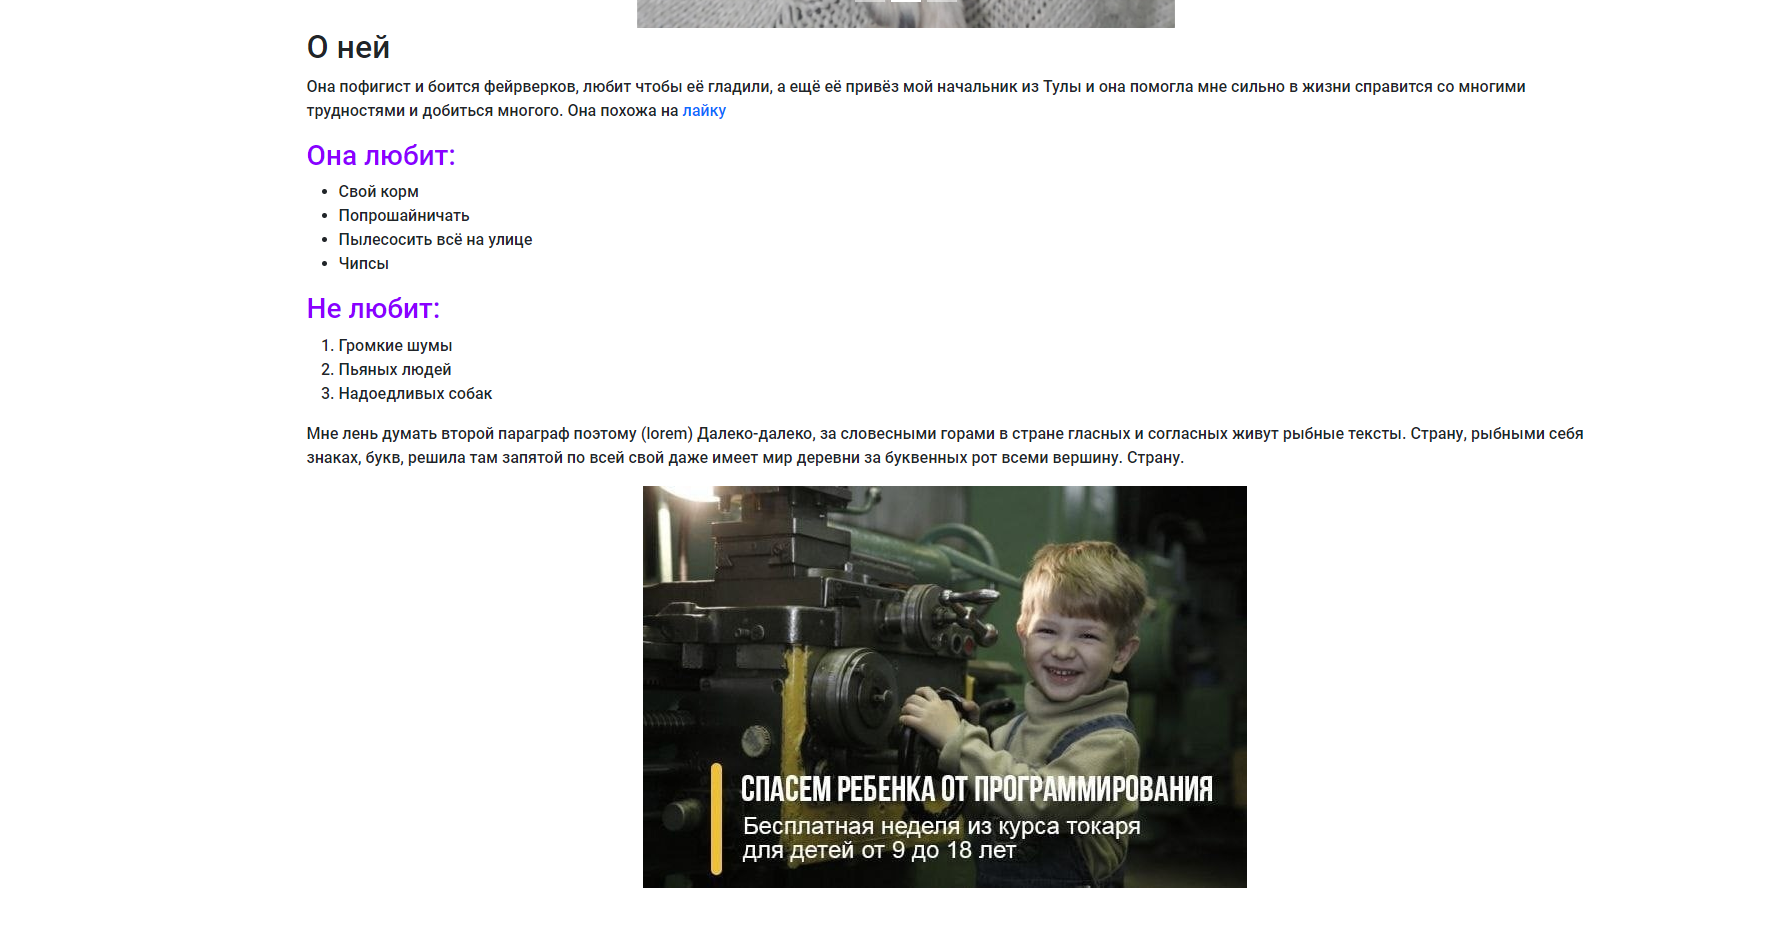 О ней
Она пофигист и боится фейрверков, любит чтобы её гладили, а ещё её привёз мой начальник из Тулы и она помогла мне сильно в жизни справится со многими
трудностями и добиться многого. Она похожа на лайку
Она любит:
• Свой корм
• Попрошайничать
• Пылесосить всё на улице
• Чипсы
Не любит:
1. Громкие шумы
2. Пьяных людей
3. Надоедливых собак
Мне лень думать второй параграф поэтому (lorem) Далеко-далеко, за словесными горами в стране гласных и согласных живут рыбные тексты. Страну, рыбными себя
знаках, букв, решила там запятой по всей свой даже имеет мир деревни за буквенных рот всеми вершину. Страну.
СПАСЕМ РЕБЕНКА ОТ ПРОГРАММИРОВАНИЯ
Бесплатная неделя из курса токаря
для детей от 9 до 18 лет